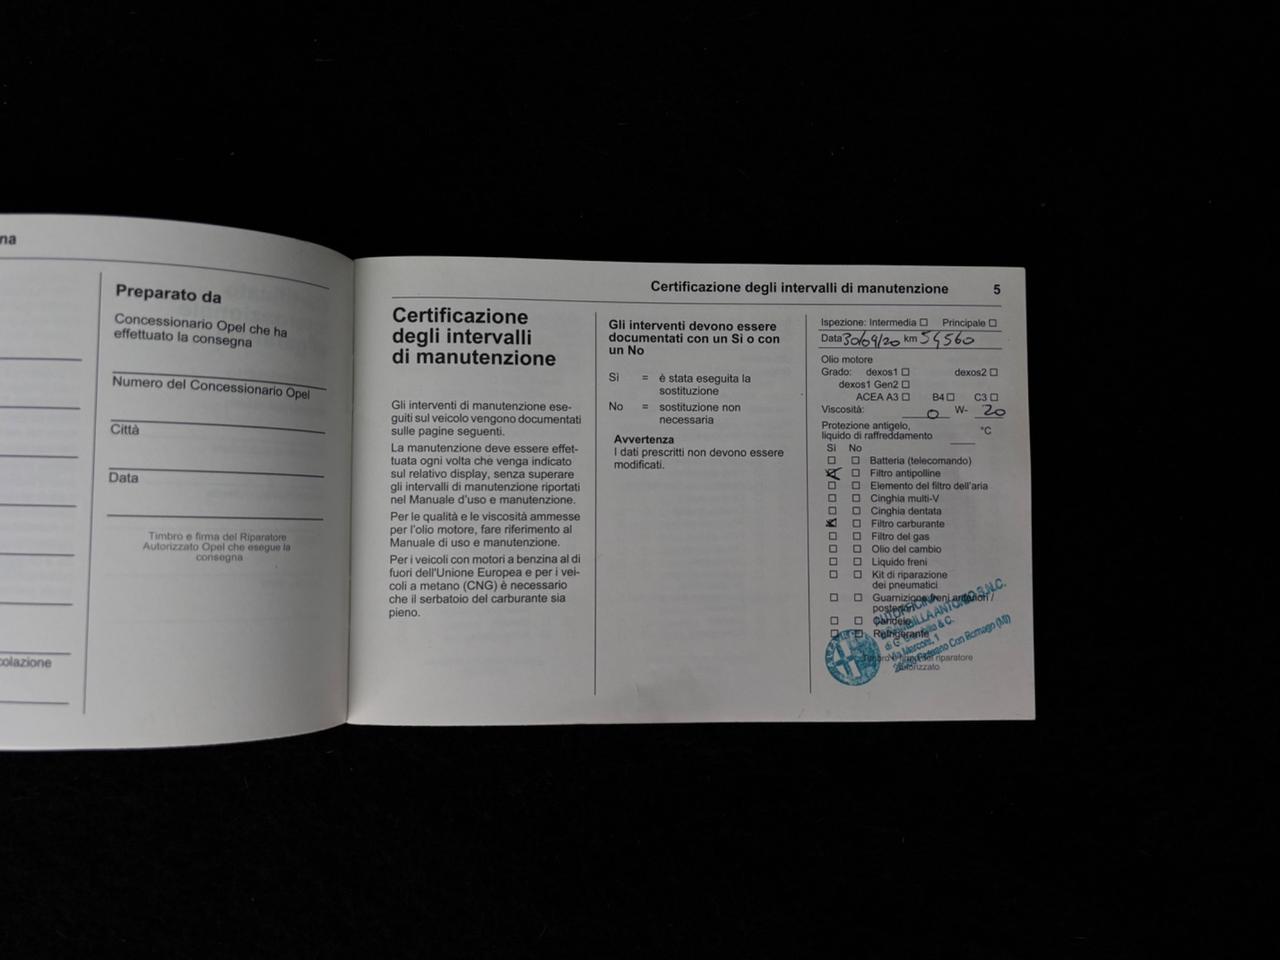 na
colazione
Preparato da
Concessionario Opel che ha
effettuato la consegna
Numero del Concessionario Opel
Città
Data
Timbro e firma del Riparatore
Autorizzato Opel che esegue la
consegna
Certificazione degli intervalli di manutenzione 5
Certificazione
degli intervalli
di manutenzione
Gli interventi di manutenzione ese-
guiti sul veicolo vengono documentati
sulle pagine seguenti.
La manutenzione deve essere effet-
tuata ogni volta che venga indicato
sul relativo display, senza superare
gli intervalli di manutenzione riportati
nel Manuale d'uso e manutenzione.
Per le qualità e le viscosità ammesse
per l'olio motore, fare riferimento al
Manuale di uso e manutenzione.
Per i veicoli con motori a benzina al di
fuori dell'Unione Europea e per i vei-
coli a metano (CNG) è necessario
che il serbatoio del carburante sia
pieno.
Gli interventi devono essere
documentati con un Sì o con
un No
Sì = è stata eseguita la
sostituzione
No = sostituzione non
necessaria
Avvertenza
I dati prescritti non devono essere
modificati.
Ispezione: Intermedia ☐ Principale ☐
Data 30/09/20 km 54560
Olio motore
Grado: dexos1 ☐ dexos2 ☐
dexos1 Gen2 ☐
ACEA A3 ☐ B4 ☐ C3 ☐
Viscosità: 0 W- 20
Protezione antigelo,
liquido di raffreddamento °C
Sì No
☐ ☐ Batteria (telecomando)
☒ ☐ Filtro antipolline
☐ ☐ Elemento del filtro dell'aria
☐ ☐ Cinghia multi-V
☐ ☐ Cinghia dentata
☒ ☐ Filtro carburante
☐ ☐ Filtro del gas
☐ ☐ Olio del cambio
☐ ☐ Liquido freni
☐ ☐ Kit di riparazione
dei pneumatici
☐ ☐ Guarnizione freni anteriori /
posteriori
☐ ☐ Candele
☐ ☐ Refrigerante
Timbro e firma del riparatore
Autorizzato
ANTONIO S.N.C.
& C.
Via Marconi, 1
Con Bornago (MI)